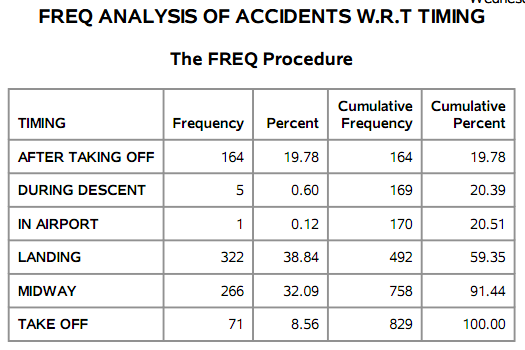 FREQ ANALYSIS OF ACCIDENTS W.R.T TIMING
The FREQ Procedure
TIMING Frequency Percent Cumulative Frequency Cumulative Percent
AFTER TAKING OFF 164 19.78 164 19.78
DURING DESCENT 5 0.60 169 20.39
IN AIRPORT 1 0.12 170 20.51
LANDING 322 38.84 492 59.35
MIDWAY 266 32.09 758 91.44
TAKE OFF 71 8.56 829 100.00